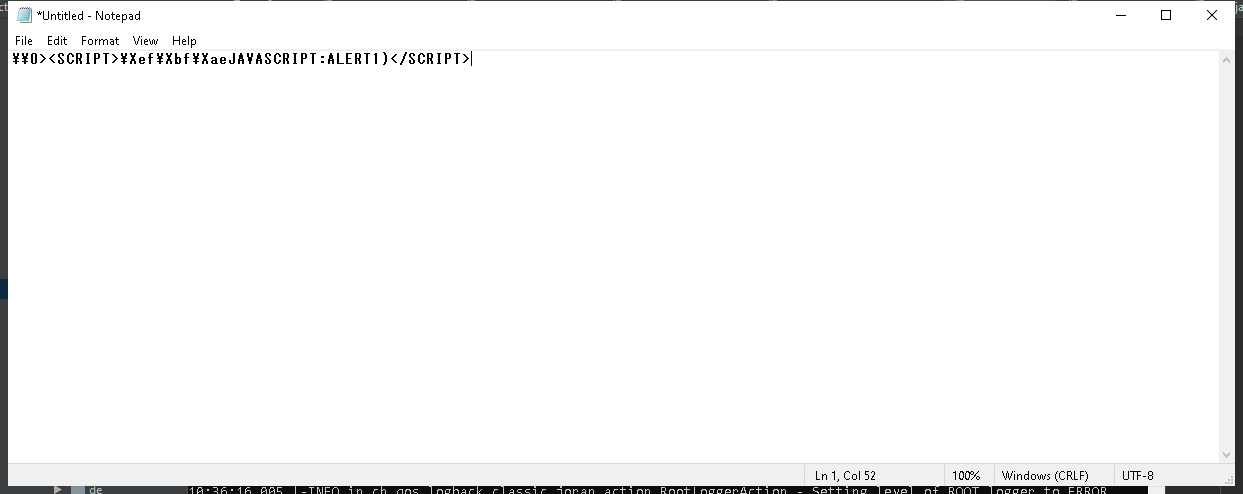 *Untitled - Notepad
File Edit Format View Help
¥¥0><SCRIPT>¥Xef¥Xbf¥XaeJAVASCRIPT:ALERT1)</SCRIPT>
Ln 1, Col 52 100% Windows (CRLF) UTF-8
de 10:36:16,005 |-INFO in ch.qos.logback.classic.joran.action.RootLoggerAction - Setting level of ROOT logger to ERROR